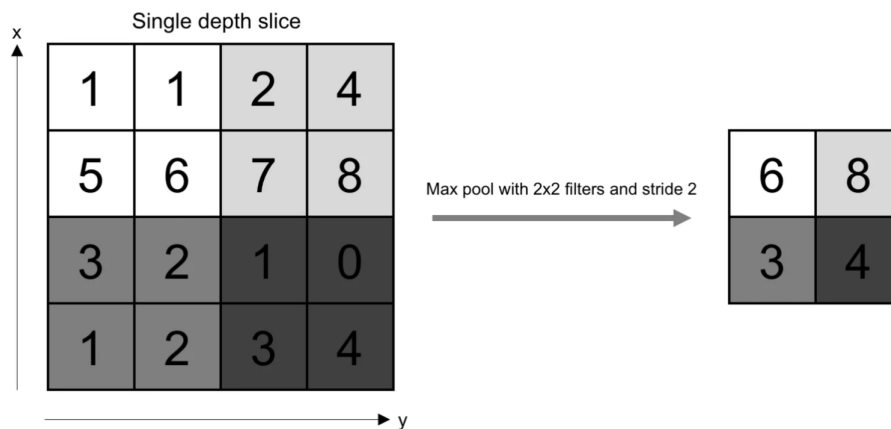 Single depth slice
x
1 1 2 4
5 6 7 8
3 2 1 0
1 2 3 4
y
Max pool with 2x2 filters and stride 2
6 8
3 4